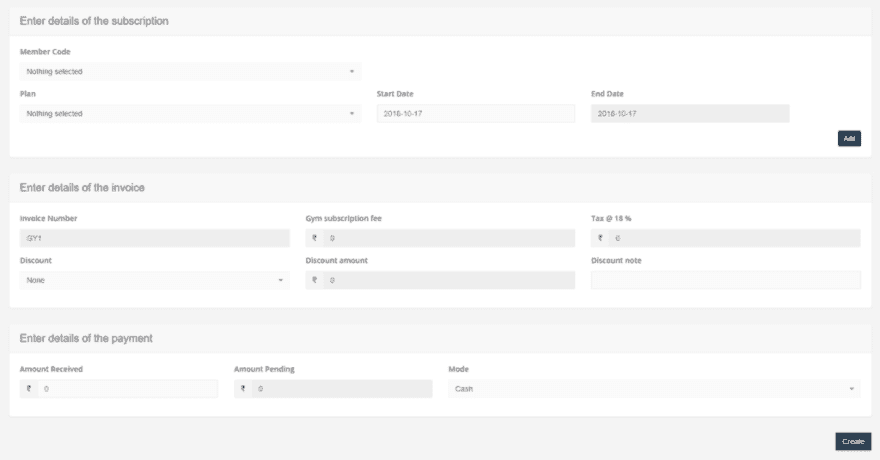 Enter details of the subscription
Member Code
Nothing selected
Plan Start Date End Date
Nothing selected 2018-10-17 2018-10-17
Add
Enter details of the invoice
Invoice Number Gym subscription fee Tax @ 18 %
GY1 ₹ 0 ₹ 0
Discount Discount amount Discount note
None ₹ 0
Enter details of the payment
Amount Received Amount Pending Mode
₹ 0 ₹ 0 Cash
Create